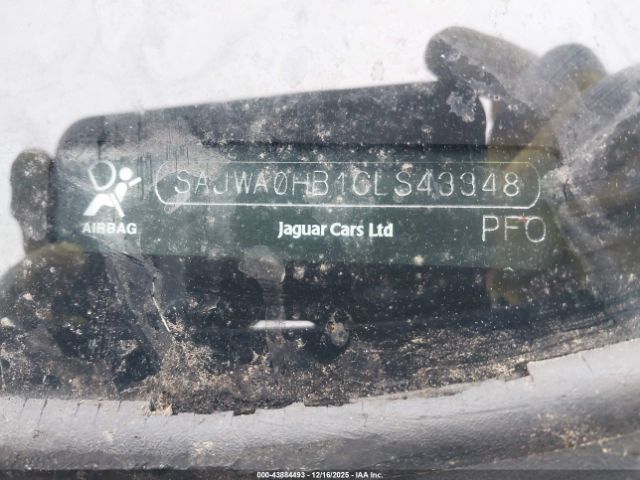 SAJWA0HB1CLS43348
AIRBAG
Jaguar Cars Ltd
PFO
000-43884493 - 12/16/2025 - IAA Inc.